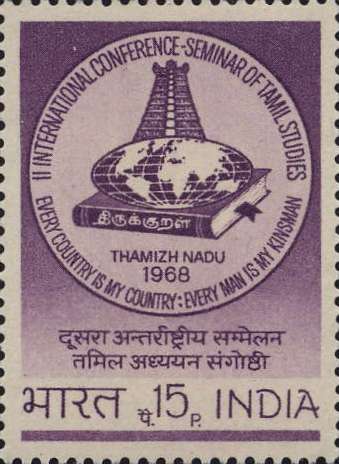 II INTERNATIONAL CONFERENCE-SEMINAR OF TAMIL STUDIES
திருக்குறள்
THAMIZH NADU
1968
EVERY COUNTRY IS MY COUNTRY: EVERY MAN IS MY KINSMAN
दूसरा अन्तर्राष्ट्रीय सम्मेलन
तमिल अध्ययन संगोष्ठी
भारत पै. 15 P. INDIA